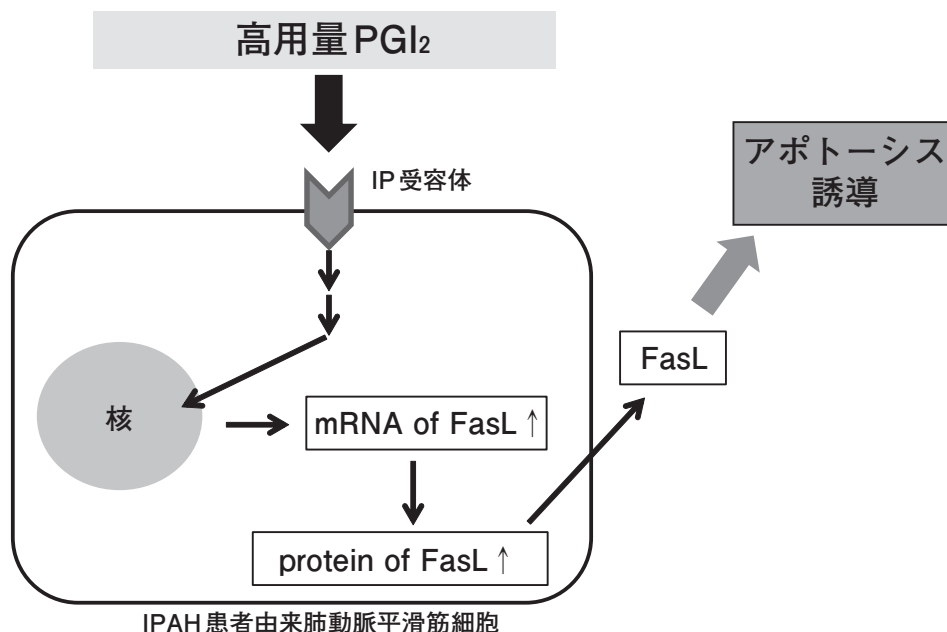 高用量PGI₂
IP受容体
アポトーシス
誘導
FasL
核
mRNA of FasL↑
protein of FasL↑
IPAH患者由来肺動脈平滑筋細胞